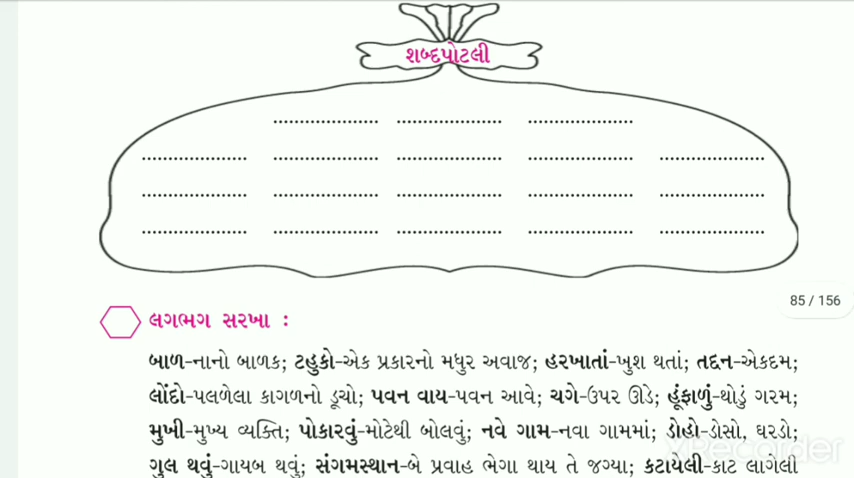 શબ્દપોટલી
85 / 156
લગભગ સરખા :
બાળ-નાનો બાળક; ટહુકો-એક પ્રકારનો મધુર અવાજ; હરખાતાં-ખુશ થતાં; તદ્દન-એકદમ;
લોંદો-પલળેલા કાગળનો ડૂચો; પવન વાય-પવન આવે; ચગે-ઉપર ઊડે; હૂંફાળું-થોડું ગરમ;
મુખી-મુખ્ય વ્યક્તિ; પોકારવું-મોટેથી બોલવું; નવે ગામ-નવા ગામમાં; ડોહો-ડોસો, ઘરડો;
ગુલ થવું-ગાયબ થવું; સંગમસ્થાન-બે પ્રવાહ ભેગા થાય તે જગ્યા; કટાયેલી-કાટ લાગેલી
XRecorder